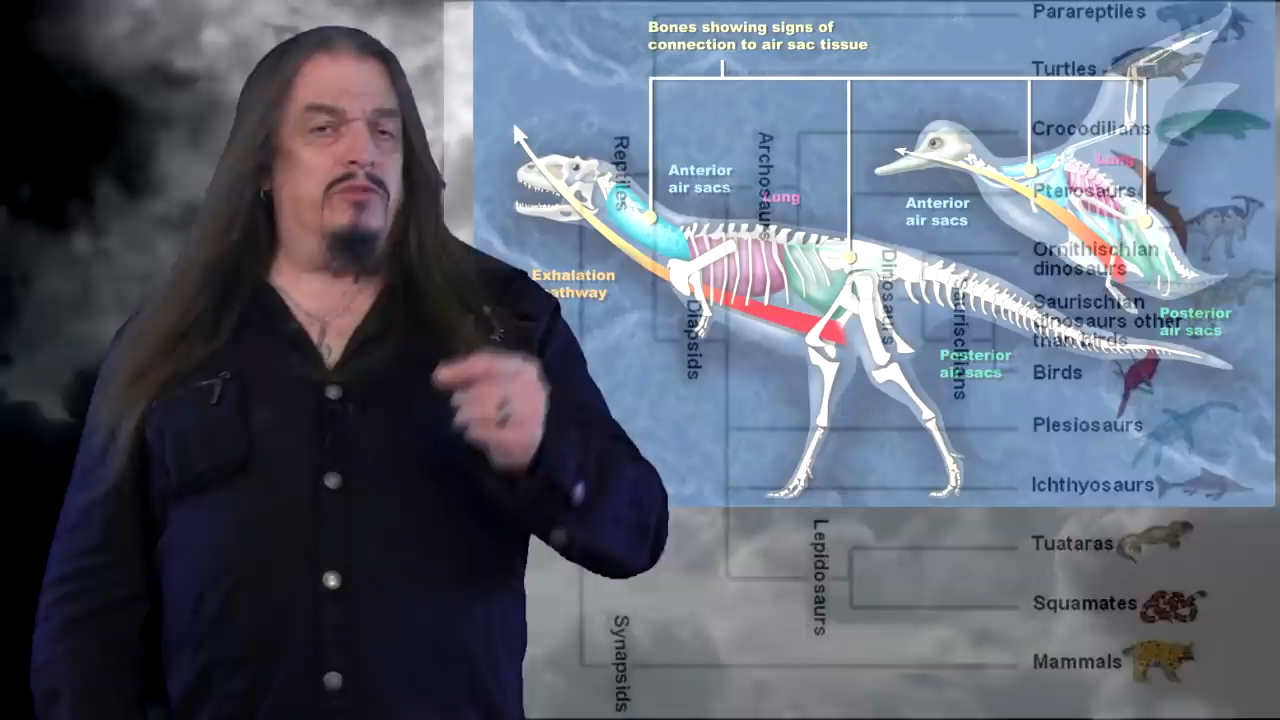 Parareptiles
Bones showing signs of
connection to air sac tissue
Turtles
Crocodilians
Reptiles
Archosaurs
Anterior
air sacs
Lung
Lung
Anterior
air sacs
Pterosaurs
Ornithischian
dinosaurs
Exhalation
athway
Diapsids
Dinosaurs
Saurischians
Saurischian
dinosaurs other
than birds
Posterior
air sacs
Posterior
air sacs
Birds
Plesiosaurs
Ichthyosaurs
Tuataras
Lepidosaurs
Squamates
Synapsids
Mammals